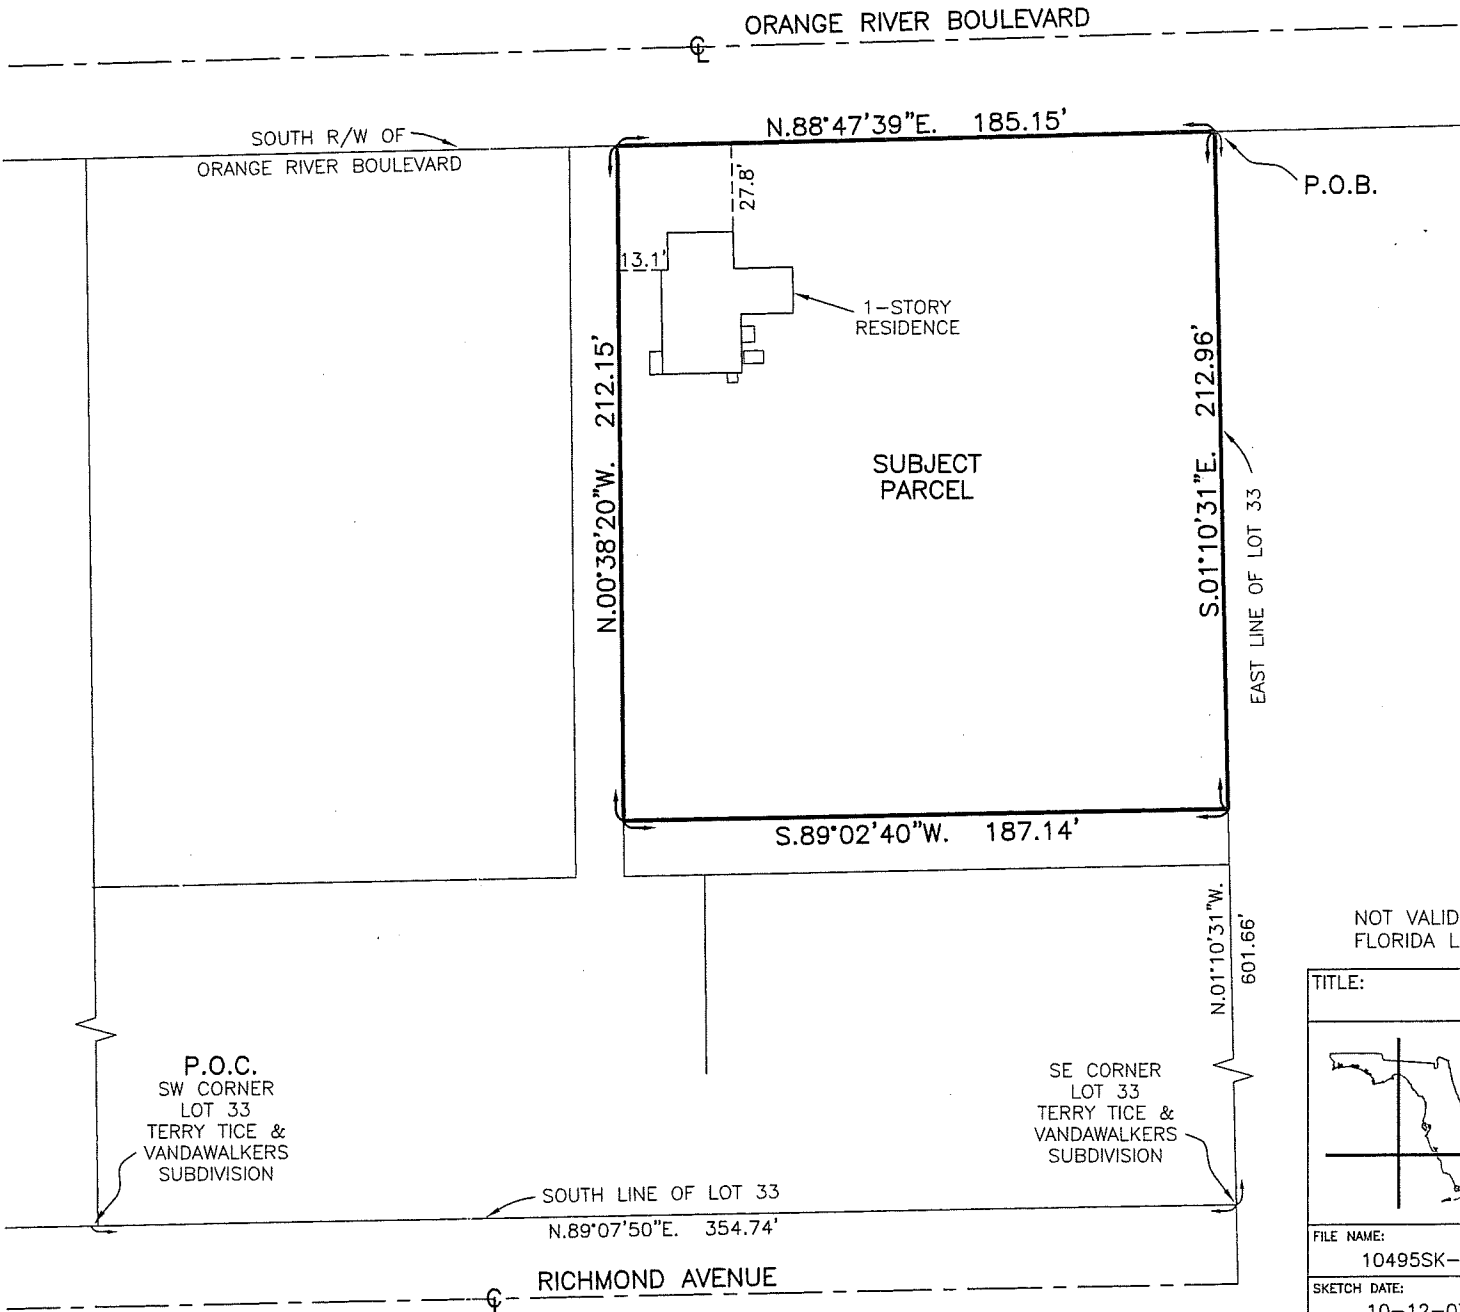 ORANGE RIVER BOULEVARD
℄
SOUTH R/W OF
ORANGE RIVER BOULEVARD
N.88°47'39"E. 185.15'
P.O.B.
27.8'
13.1'
1-STORY
RESIDENCE
N.00°38'20"W. 212.15'
SUBJECT
PARCEL
S.01°10'31"E. 212.96'
EAST LINE OF LOT 33
S.89°02'40"W. 187.14'
N.01°10'31"W.
601.66'
NOT VALID
FLORIDA L
TITLE:
P.O.C.
SW CORNER
LOT 33
TERRY TICE &
VANDAWALKERS
SUBDIVISION
SE CORNER
LOT 33
TERRY TICE &
VANDAWALKERS
SUBDIVISION
SOUTH LINE OF LOT 33
N.89°07'50"E. 354.74'
FILE NAME:
10495SK-
RICHMOND AVENUE
℄
SKETCH DATE: